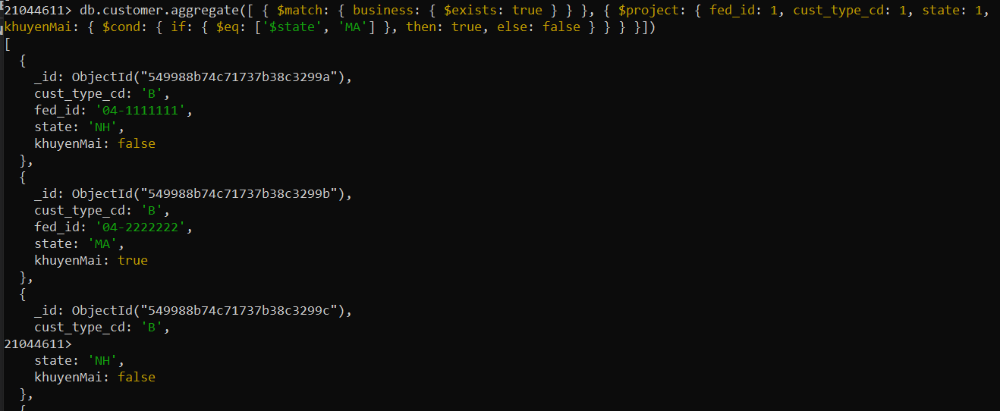 21044611> db.customer.aggregate([ { $match: { business: { $exists: true } } }, { $project: { fed_id: 1, cust_type_cd: 1, state: 1,
khuyenMai: { $cond: { if: { $eq: ['$state', 'MA'] }, then: true, else: false } } } }])
[
  {
    _id: ObjectId("549988b74c71737b38c3299a"),
    cust_type_cd: 'B',
    fed_id: '04-1111111',
    state: 'NH',
    khuyenMai: false
  },
  {
    _id: ObjectId("549988b74c71737b38c3299b"),
    cust_type_cd: 'B',
    fed_id: '04-2222222',
    state: 'MA',
    khuyenMai: true
  },
  {
    _id: ObjectId("549988b74c71737b38c3299c"),
    cust_type_cd: 'B',
21044611>
    state: 'NH',
    khuyenMai: false
  },
  {